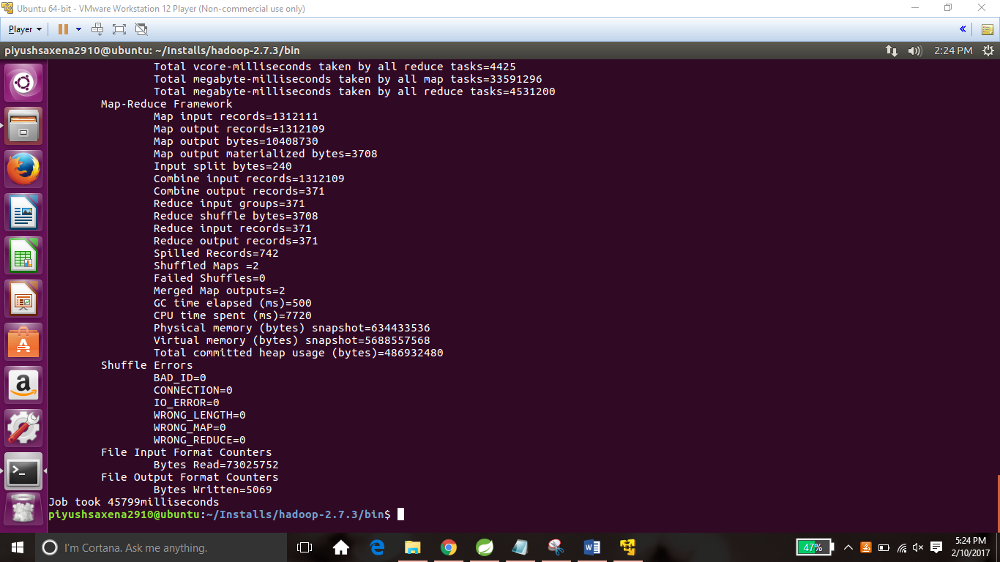 Ubuntu 64-bit - VMware Workstation 12 Player (Non-commercial use only)
Player
piyushsaxena2910@ubuntu: ~/Installs/hadoop-2.7.3/bin
2:24 PM
Total vcore-milliseconds taken by all reduce tasks=4425
Total megabyte-milliseconds taken by all map tasks=33591296
Total megabyte-milliseconds taken by all reduce tasks=4531200
Map-Reduce Framework
Map input records=1312111
Map output records=1312109
Map output bytes=10408730
Map output materialized bytes=3708
Input split bytes=240
Combine input records=1312109
Combine output records=371
Reduce input groups=371
Reduce shuffle bytes=3708
Reduce input records=371
Reduce output records=371
Spilled Records=742
Shuffled Maps =2
Failed Shuffles=0
Merged Map outputs=2
GC time elapsed (ms)=500
CPU time spent (ms)=7720
Physical memory (bytes) snapshot=634433536
Virtual memory (bytes) snapshot=5688557568
Total committed heap usage (bytes)=486932480
Shuffle Errors
BAD_ID=0
CONNECTION=0
IO_ERROR=0
WRONG_LENGTH=0
WRONG_MAP=0
WRONG_REDUCE=0
File Input Format Counters
Bytes Read=73025752
File Output Format Counters
Bytes Written=5069
Job took 45799milliseconds
piyushsaxena2910@ubuntu:~/Installs/hadoop-2.7.3/bin$
I'm Cortana. Ask me anything.
47%
5:24 PM
2/10/2017